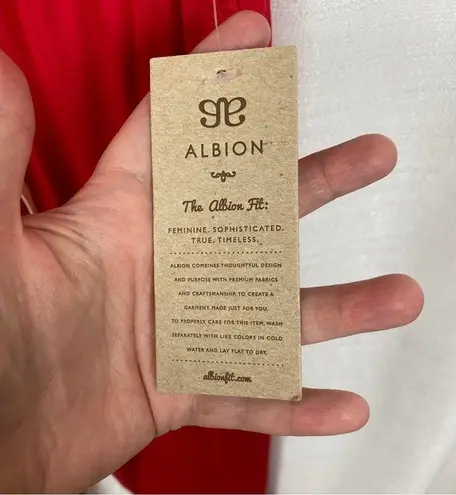 ALBION
The Albion Fit:
FEMININE. SOPHISTICATED.
TRUE. TIMELESS.
ALBION COMBINES THOUGHTFUL DESIGN
AND PURPOSE WITH PREMIUM FABRICS
AND CRAFTSMANSHIP TO CREATE A
GARMENT MADE JUST FOR YOU.
TO PROPERLY CARE FOR THIS ITEM, WASH
SEPARATELY WITH LIKE COLORS IN COLD
WATER AND LAY FLAT TO DRY.
albionfit.com